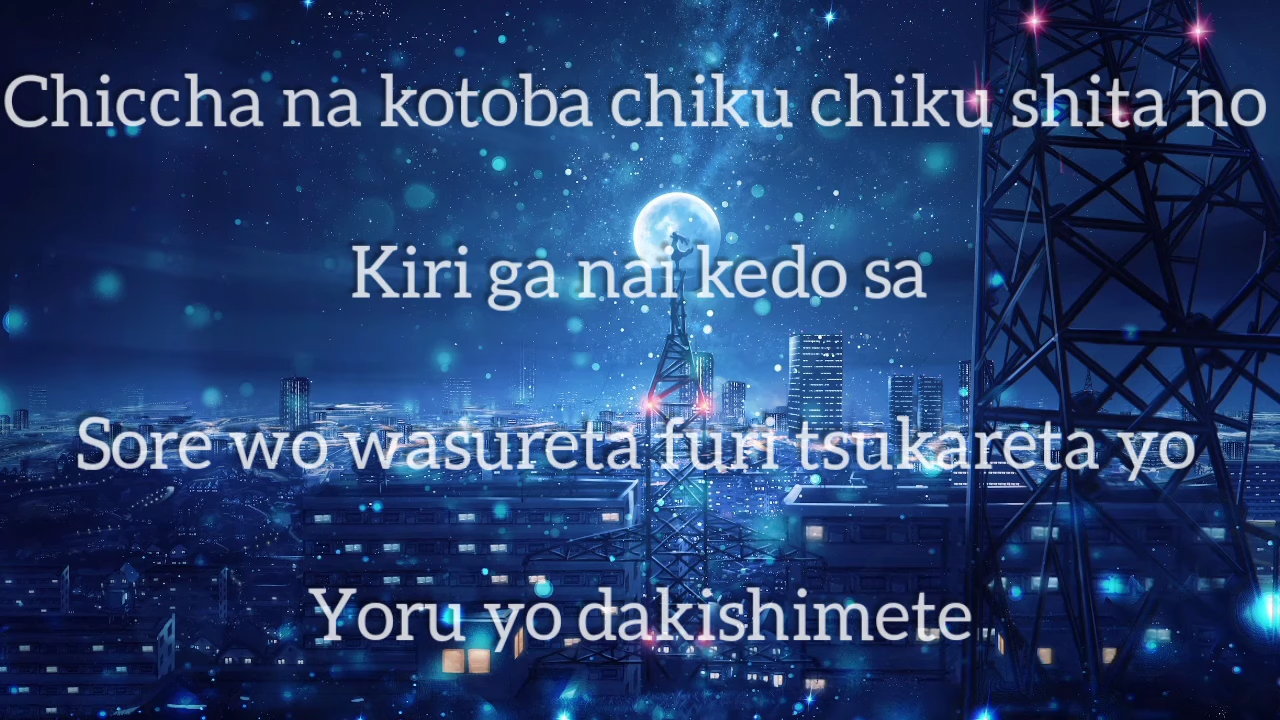 Chiccha na kotoba chiku chiku shita no
Kiri ga nai kedo sa
Sore wo wasureta furi tsukareta yo
Yoru yo dakishimete